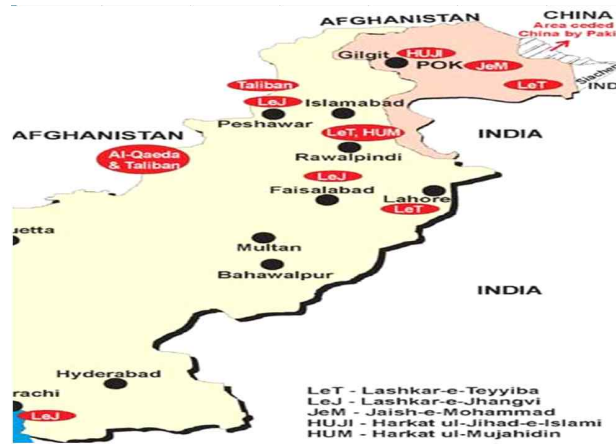 CHINA
Area ceded
China by Paki
AFGHANISTAN
Gilgit
HUJI
POK
JeM
Siachen
LeT
IND
Taliban
LeJ
Islamabad
Peshawar
AFGHANISTAN
LeT, HUM
INDIA
Rawalpindi
Al-Qaeda
& Taliban
LeJ
Faisalabad
Lahore
LeT
uetta
Multan
Bahawalpur
INDIA
Hyderabad
rachi
LeJ
LeT - Lashkar-e-Teyyiba
LeJ - Lashkar-e-Jhangvi
JeM - Jaish-e-Mohammad
HUJI - Harkat ul-Jihad-e-Islami
HUM - Harkat ul-Mujahidin